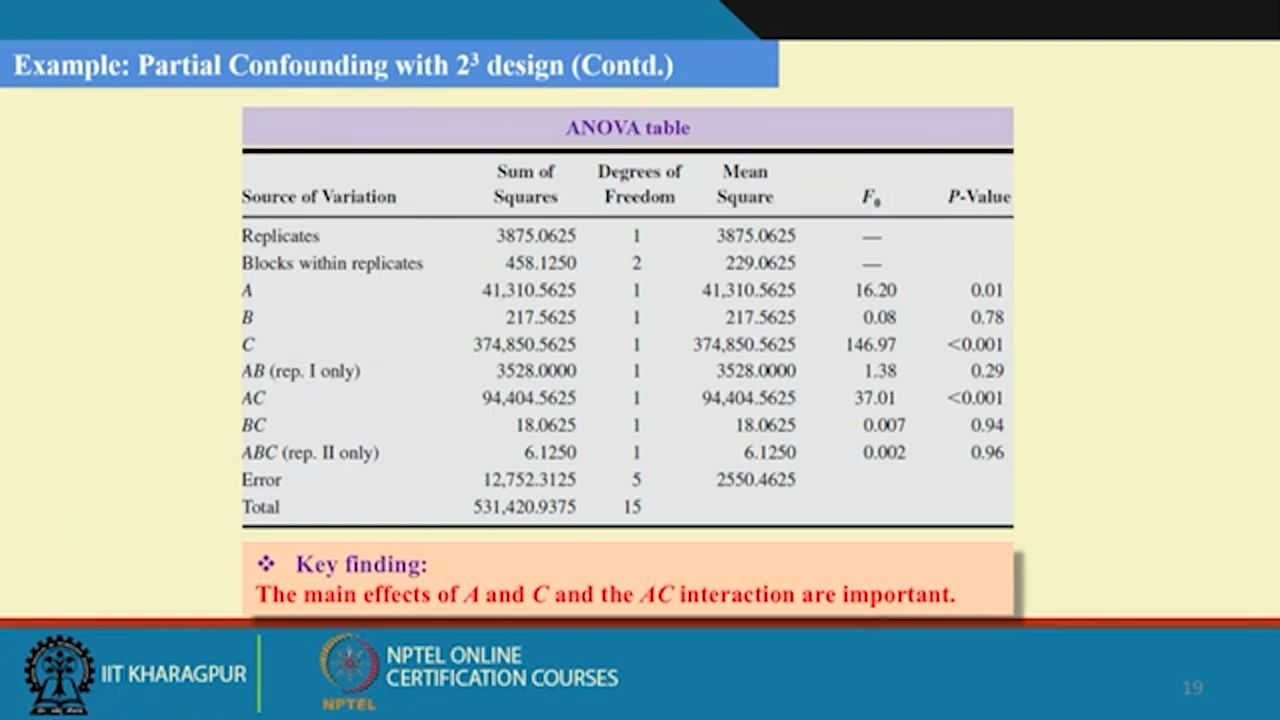 Example: Partial Confounding with 2³ design (Contd.)
ANOVA table
Source of Variation Sum of Squares Degrees of Freedom Mean Square F₀ P-Value
Replicates 3875.0625 1 3875.0625 —
Blocks within replicates 458.1250 2 229.0625 —
A 41,310.5625 1 41,310.5625 16.20 0.01
B 217.5625 1 217.5625 0.08 0.78
C 374,850.5625 1 374,850.5625 146.97 <0.001
AB (rep. I only) 3528.0000 1 3528.0000 1.38 0.29
AC 94,404.5625 1 94,404.5625 37.01 <0.001
BC 18.0625 1 18.0625 0.007 0.94
ABC (rep. II only) 6.1250 1 6.1250 0.002 0.96
Error 12,752.3125 5 2550.4625
Total 531,420.9375 15
❖ Key finding:
The main effects of A and C and the AC interaction are important.
IIT KHARAGPUR
NPTEL
NPTEL ONLINE
CERTIFICATION COURSES
19